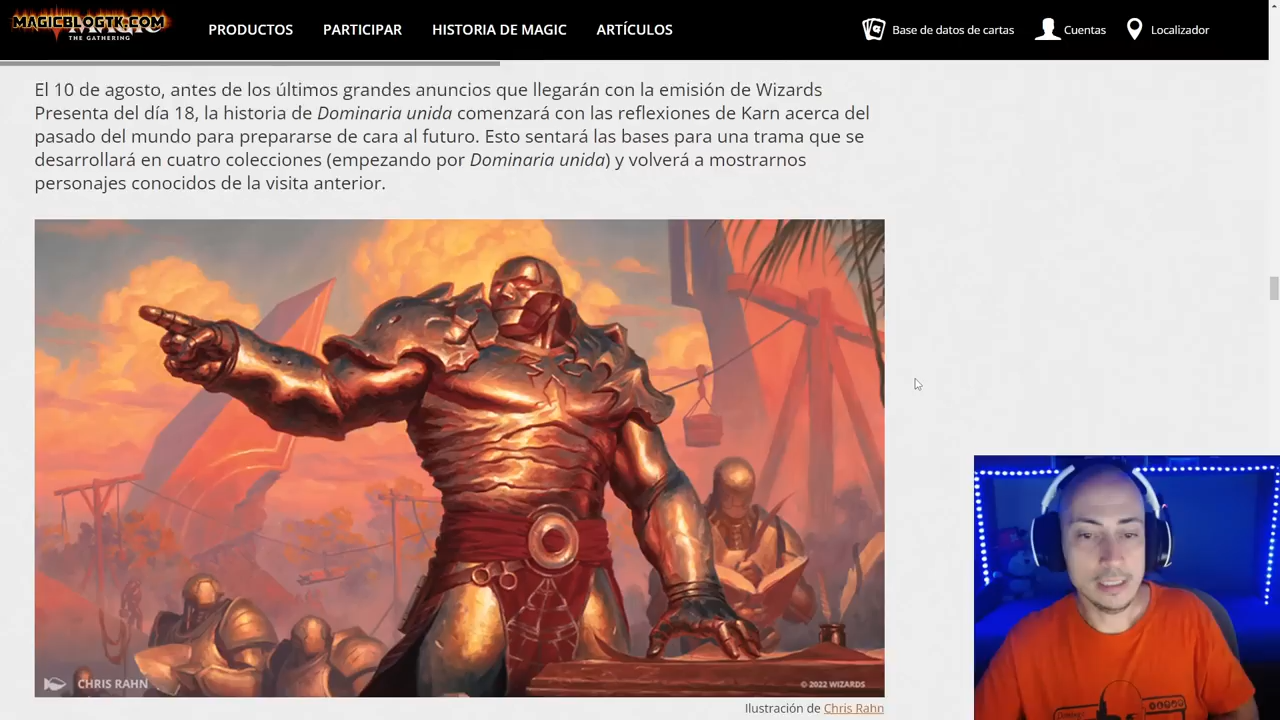 MAGICBLOGTK.COM
THE GATHERING
PRODUCTOS PARTICIPAR HISTORIA DE MAGIC ARTÍCULOS Base de datos de cartas Cuentas Localizador
El 10 de agosto, antes de los últimos grandes anuncios que llegarán con la emisión de Wizards
Presenta del día 18, la historia de Dominaria unida comenzará con las reflexiones de Karn acerca del
pasado del mundo para prepararse de cara al futuro. Esto sentará las bases para una trama que se
desarrollará en cuatro colecciones (empezando por Dominaria unida) y volverá a mostrarnos
personajes conocidos de la visita anterior.
CHRIS RAHN
© 2022 WIZARDS
Ilustración de Chris Rahn